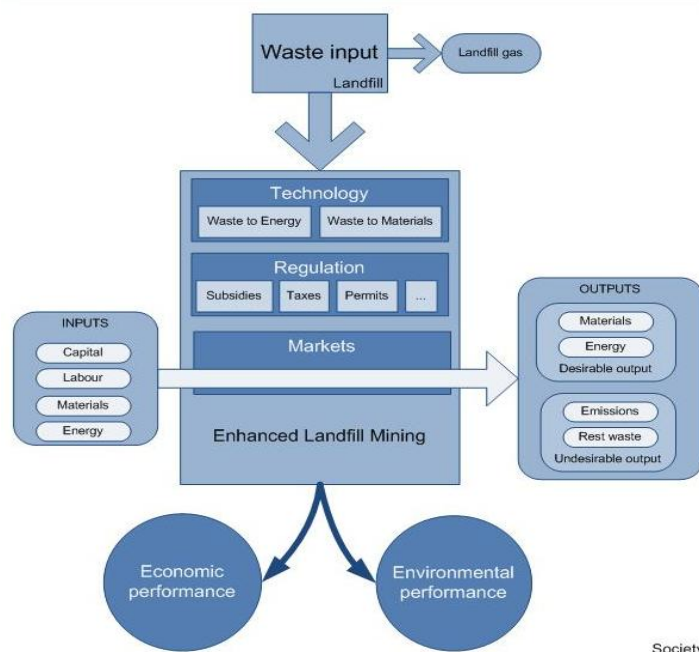 Waste input
Landfill
Landfill gas
Technology
Waste to Energy
Waste to Materials
Regulation
Subsidies
Taxes
Permits
...
Markets
Enhanced Landfill Mining
INPUTS
Capital
Labour
Materials
Energy
OUTPUTS
Materials
Energy
Desirable output
Emissions
Rest waste
Undesirable output
Economic
performance
Environmental
performance
Society